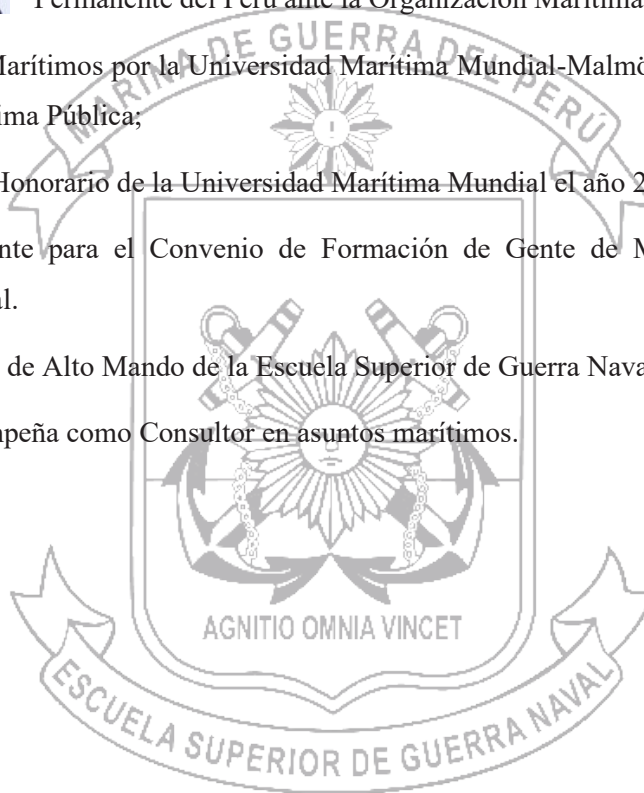 Permanente del Perú ante la Organización Marítima
MARINA DE GUERRA DEL PERÚ
Marítimos por la Universidad Marítima Mundial-Malmö
ima Pública;
Honorario de la Universidad Marítima Mundial el año 2
nte para el Convenio de Formación de Gente de M
al.
de Alto Mando de la Escuela Superior de Guerra Nava
npeña como Consultor en asuntos marítimos.
AGNITIO OMNIA VINCET
ESCUELA SUPERIOR DE GUERRA NAVAL